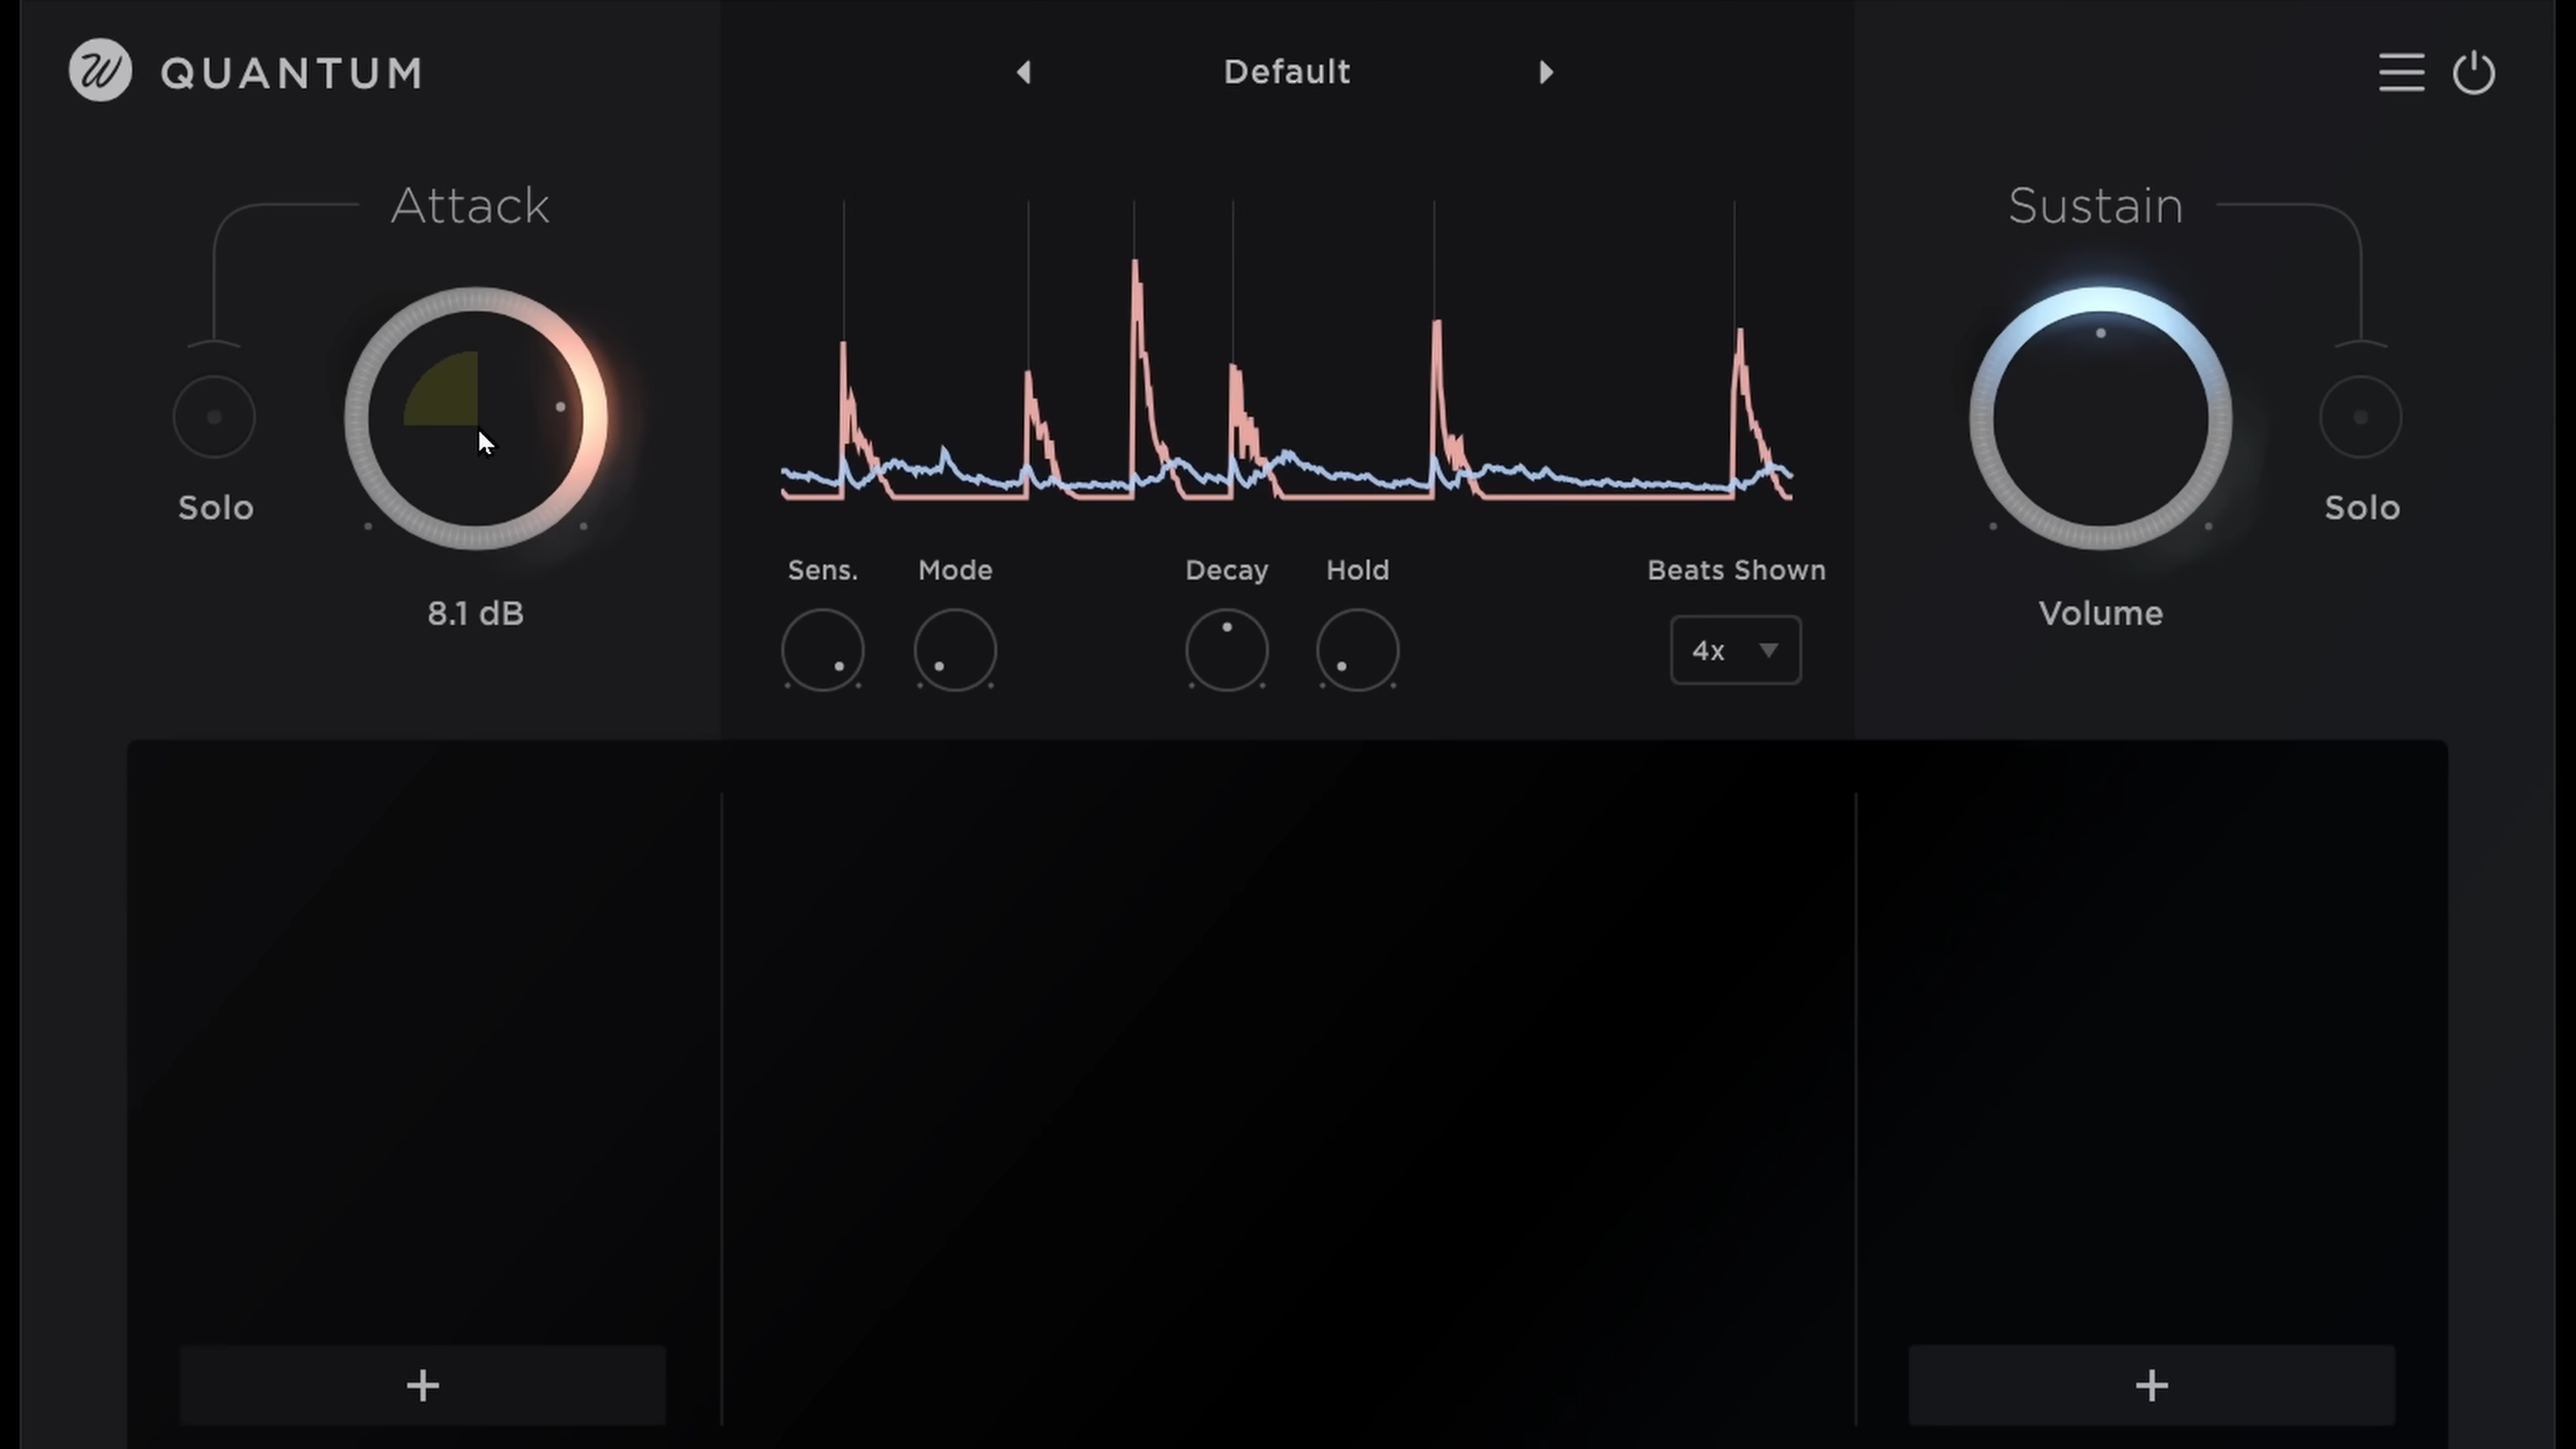 QUANTUM
Default
Attack
Sustain
Solo
8.1 dB
Sens.
Mode
Decay
Hold
Beats Shown
4x
Solo
Volume
+
+